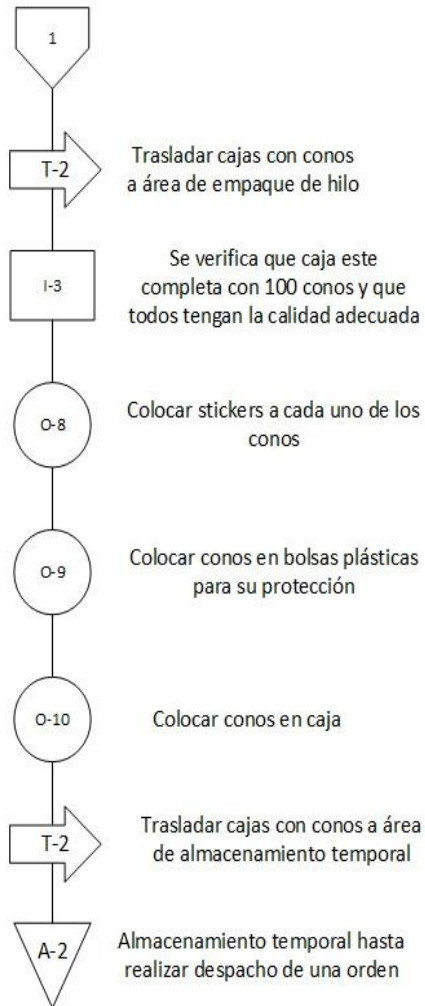 1
T-2
Trasladar cajas con conos
a área de empaque de hilo
I-3
Se verifica que caja este
completa con 100 conos y que
todos tengan la calidad adecuada
O-8
Colocar stickers a cada uno de los
conos
O-9
Colocar conos en bolsas plásticas
para su protección
O-10
Colocar conos en caja
T-2
Trasladar cajas con conos a área
de almacenamiento temporal
A-2
Almacenamiento temporal hasta
realizar despacho de una orden